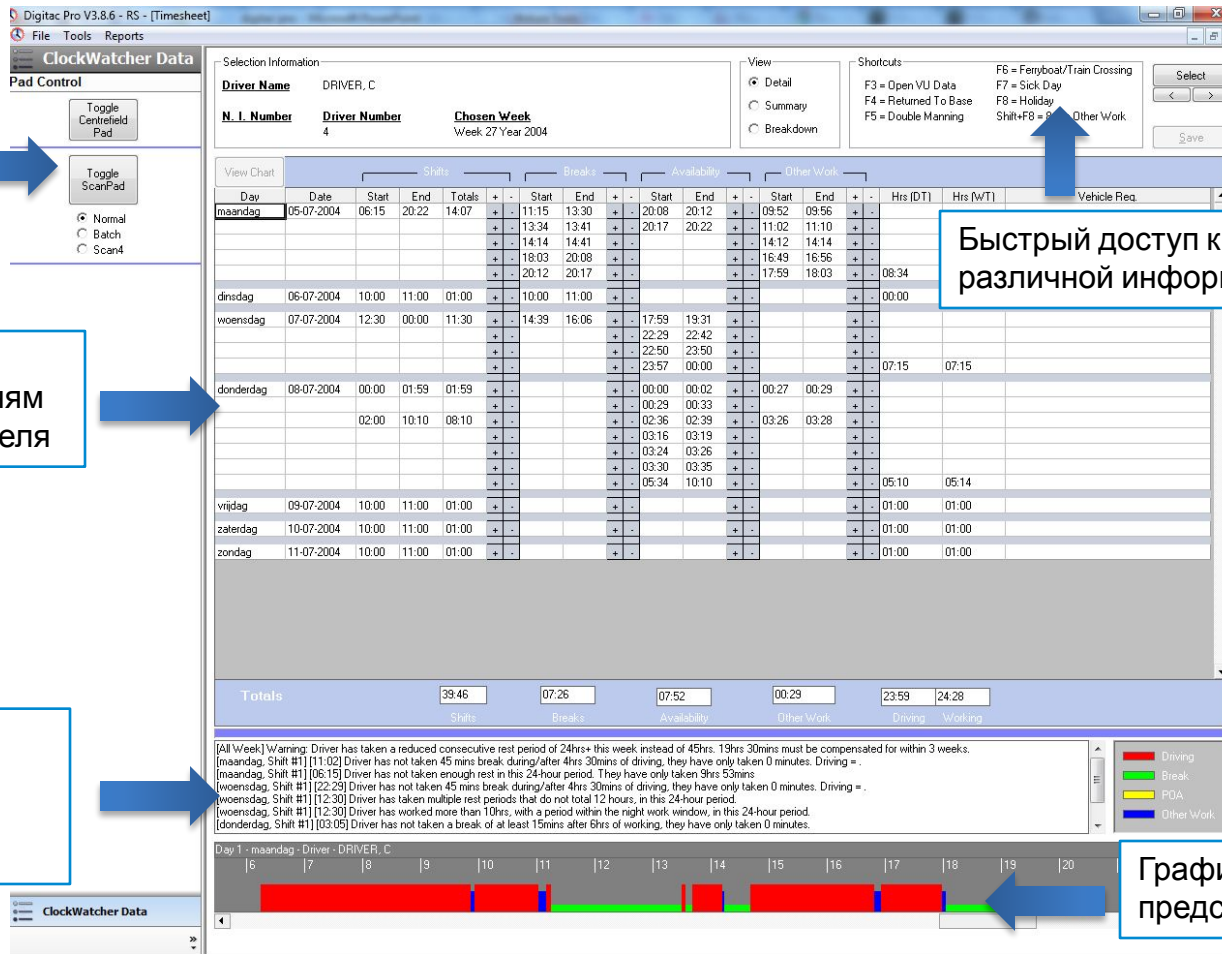 Digitac Pro V3.8.6 - RS - [Timesheet]
File Tools Reports
ClockWatcher Data
Pad Control
Toggle
Centrefield
Pad
Toggle
ScanPad
Normal
Batch
Scan4
Selection Information
Driver Name DRIVER, C
N. I. Number Driver Number Chosen Week
4 Week 27 Year 2004
View
Detail
Summary
Breakdown
Shortcuts
F3 = Open VU Data
F4 = Returned To Base
F5 = Double Manning
F6 = Ferryboat/Train Crossing
F7 = Sick Day
F8 = Holiday
Shift+F8 = Other Work
Select
< >
Save
Быстрый доступ к
различной инфор
View Chart Shifts Breaks Availability Other Work
Day Date Start End Totals + - Start End + - Start End + - Start End + - Hrs (DT) Hrs (WT) Vehicle Reg.
maandag 05-07-2004 06:15 20:22 14:07 + - 11:15 13:30 + - 20:08 20:12 + - 09:52 09:56 + -
+ - 13:34 13:41 + - 20:17 20:22 + - 11:02 11:10 + -
+ - 14:14 14:41 + - + - 14:12 14:14 + -
+ - 18:03 20:08 + - + - 16:49 16:56 + -
+ - 20:12 20:17 + - + - 17:59 18:03 + - 08:34
dinsdag 06-07-2004 10:00 11:00 01:00 + - 10:00 11:00 + - + - + - 00:00
woensdag 07-07-2004 12:30 00:00 11:30 + - 14:39 16:06 + - 17:59 19:31 + - + -
+ - + - 22:29 22:42 + - + -
+ - + - 22:50 23:50 + - + -
+ - + - 23:57 00:00 + - + - 07:15 07:15
donderdag 08-07-2004 00:00 01:59 01:59 + - + - 00:00 00:02 + - 00:27 00:29 + -
+ - + - 00:29 00:33 + - + -
02:00 10:10 08:10 + - + - 02:36 02:39 + - 03:26 03:28 + -
+ - + - 03:16 03:19 + - + -
+ - + - 03:24 03:26 + - + -
+ - + - 03:30 03:35 + - + -
+ - + - 05:34 10:10 + - + - 05:10 05:14
vrijdag 09-07-2004 10:00 11:00 01:00 + - + - + - + - 01:00 01:00
zaterdag 10-07-2004 10:00 11:00 01:00 + - + - + - + - 01:00 01:00
zondag 11-07-2004 10:00 11:00 01:00 + - + - + - + - 01:00 01:00
ям
еля
Totals 39:46 07:26 07:52 00:29 23:59 24:28
Shifts Breaks Availability Other Work Driving Working
[All Week] Warning: Driver has taken a reduced consecutive rest period of 24hrs+ this week instead of 45hrs. 19hrs 30mins must be compensated for within 3 weeks.
[maandag, Shift #1] [11:02] Driver has not taken 45 mins break during/after 4hrs 30mins of driving, they have only taken 0 minutes. Driving = .
[maandag, Shift #1] [06:15] Driver has not taken enough rest in this 24-hour period. They have only taken 9hrs 53mins
[woensdag, Shift #1] [22:29] Driver has not taken 45 mins break during/after 4hrs 30mins of driving, they have only taken 0 minutes. Driving = .
[woensdag, Shift #1] [12:30] Driver has taken multiple rest periods that do not total 12 hours, in this 24-hour period.
[woensdag, Shift #1] [12:30] Driver has worked more than 10hrs, with a period within the night work window, in this 24-hour period.
[donderdag, Shift #1] [03:05] Driver has not taken a break of at least 15mins after 6hrs of working, they have only taken 0 minutes.
Driving
Break
POA
Other Work
Day 1 - maandag - Driver - DRIVER, C
6 7 8 9 10 11 12 13 14 15 16 17 18 19 20
Графи
предс
ClockWatcher Data